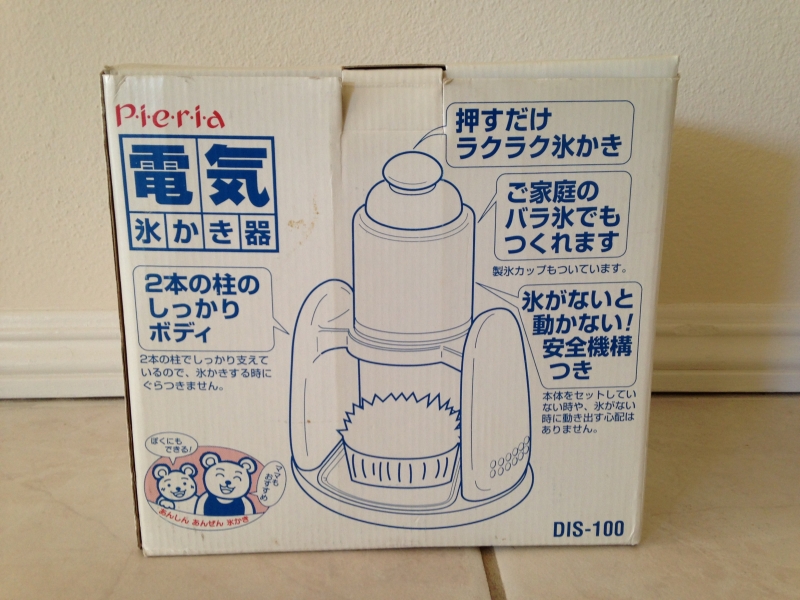 P·i·e·r·i·a
電気
氷かき器
押すだけ
ラクラク氷かき
ご家庭の
バラ氷でも
つくれます
製氷カップもついています。
2本の柱の
しっかり
ボディ
2本の柱でしっかり支えて
いるので、氷かきする時に
ぐらつきません。
氷がないと
動かない!
安全機構
つき
本体をセットしてい
ない時や、氷がない
時に動き出す心配は
ありません。
ぼくにも
できる!
ママも
おすすめ
あんしん あんぜん 氷かき
DIS-100